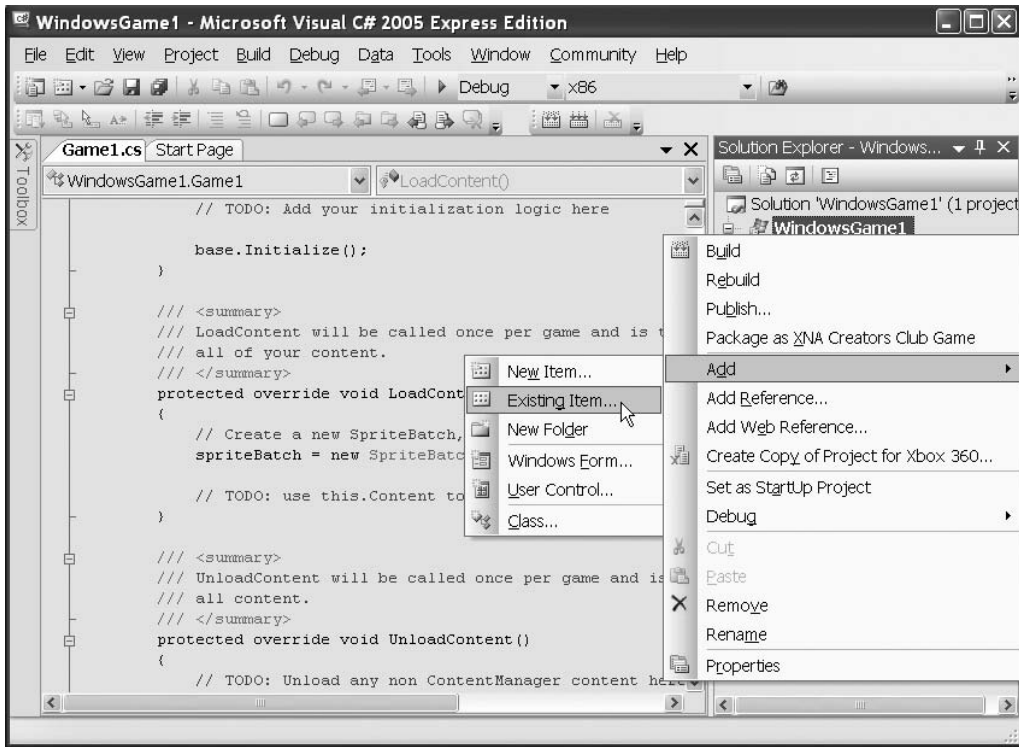 WindowsGame1 - Microsoft Visual C# 2005 Express Edition
File Edit View Project Build Debug Data Tools Window Community Help
Debug x86
Toolbox
Game1.cs Start Page
WindowsGame1.Game1 LoadContent()
// TODO: Add your initialization logic here
base.Initialize();
}
/// <summary>
/// LoadContent will be called once per game and is t
/// all of your content.
/// </summary>
protected override void LoadCont
{
// Create a new SpriteBatch,
spriteBatch = new SpriteBatc
// TODO: use this.Content to
}
/// <summary>
/// UnloadContent will be called once per game and is
/// all content.
/// </summary>
protected override void UnloadContent()
{
// TODO: Unload any non ContentManager content here
New Item...
Existing Item...
New Folder
Windows Form...
User Control...
Class...
Solution Explorer - Windows...
Solution 'WindowsGame1' (1 project
WindowsGame1
Build
Rebuild
Publish...
Package as XNA Creators Club Game
Add
Add Reference...
Add Web Reference...
Create Copy of Project for Xbox 360...
Set as StartUp Project
Debug
Cut
Paste
Remove
Rename
Properties